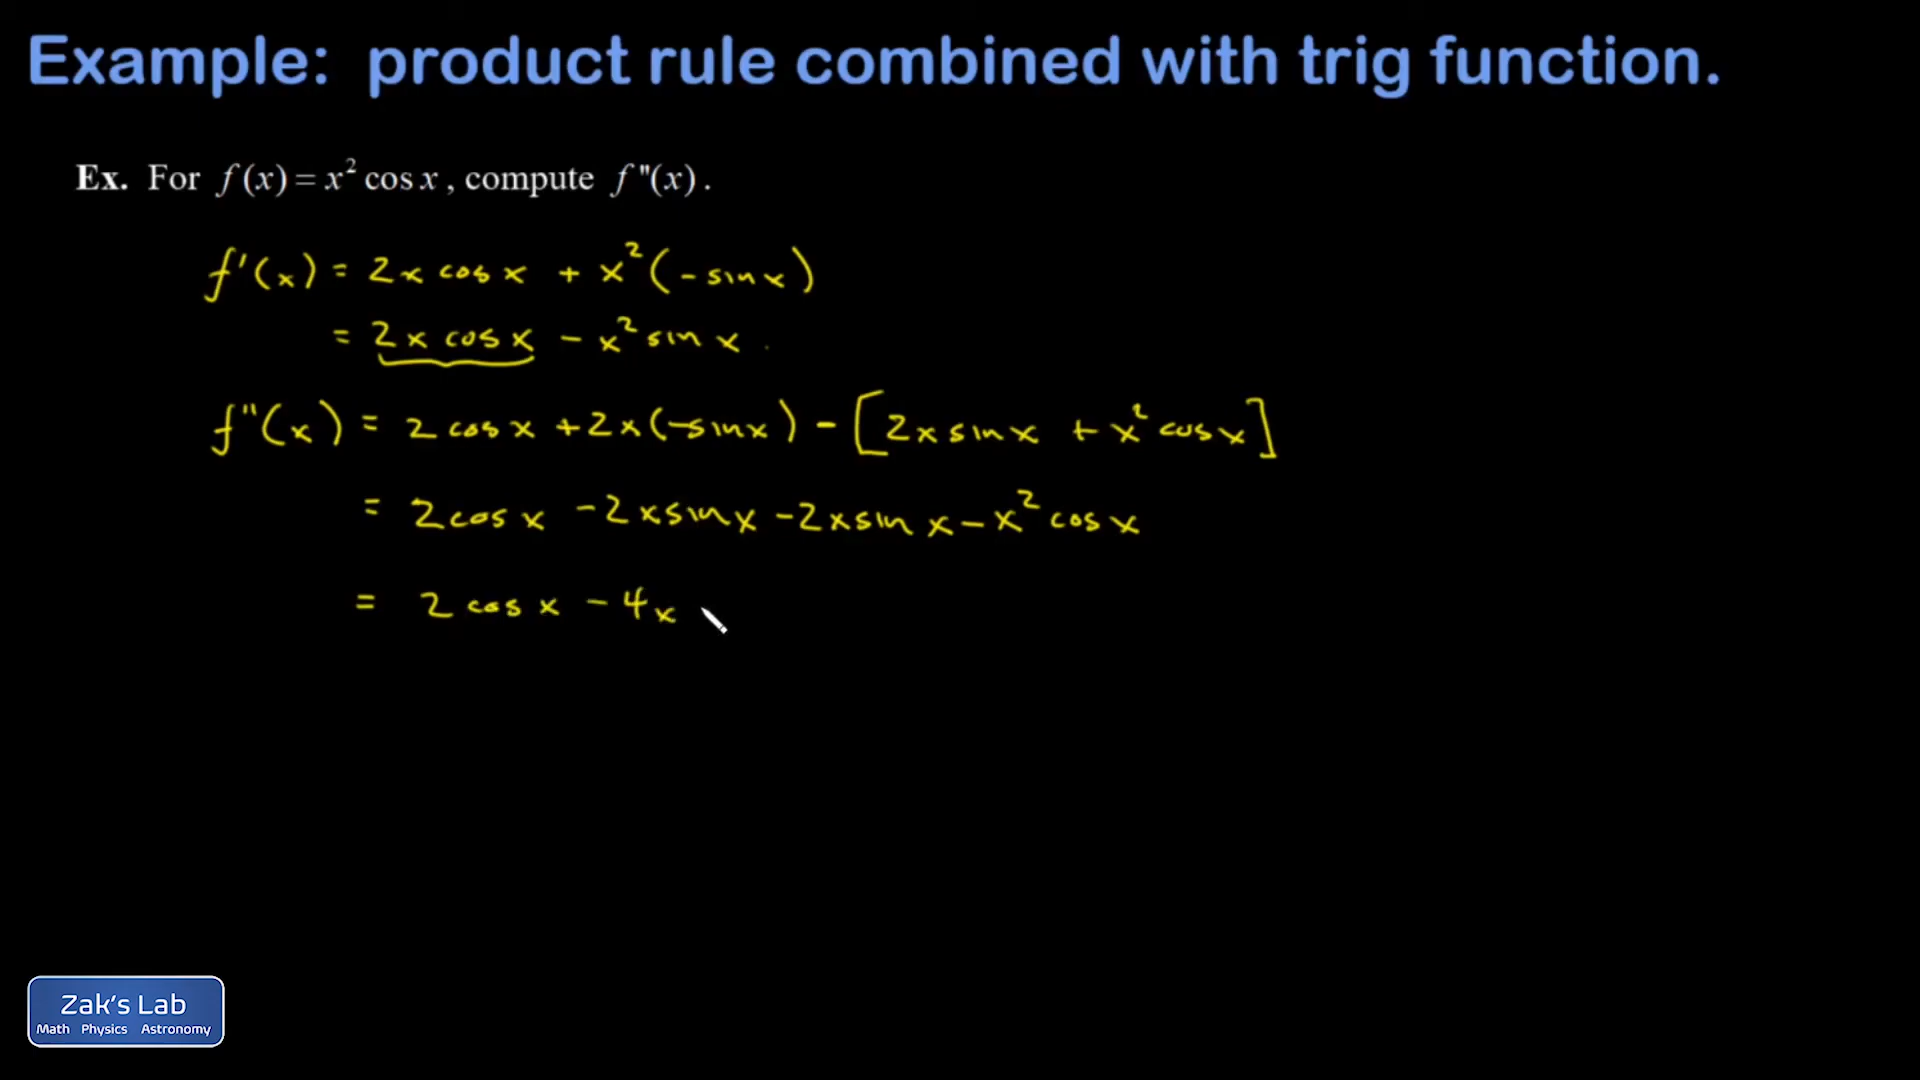 Example: product rule combined with trig function.
Ex. For f(x) = x² cos x, compute f "(x).
f'(x) = 2x cos x + x² (- sin x)
= 2x cos x - x² sin x .
f"(x) = 2 cos x + 2x (-sin x) - [2x sin x + x² cos x]
= 2 cos x - 2x sin x - 2x sin x - x² cos x
= 2 cos x - 4x
Zak's Lab
Math Physics Astronomy